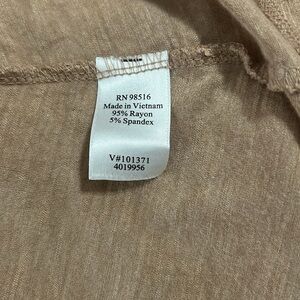 RN 98516
Made in Vietnam
95% Rayon
5% Spandex
V#101371
4019956